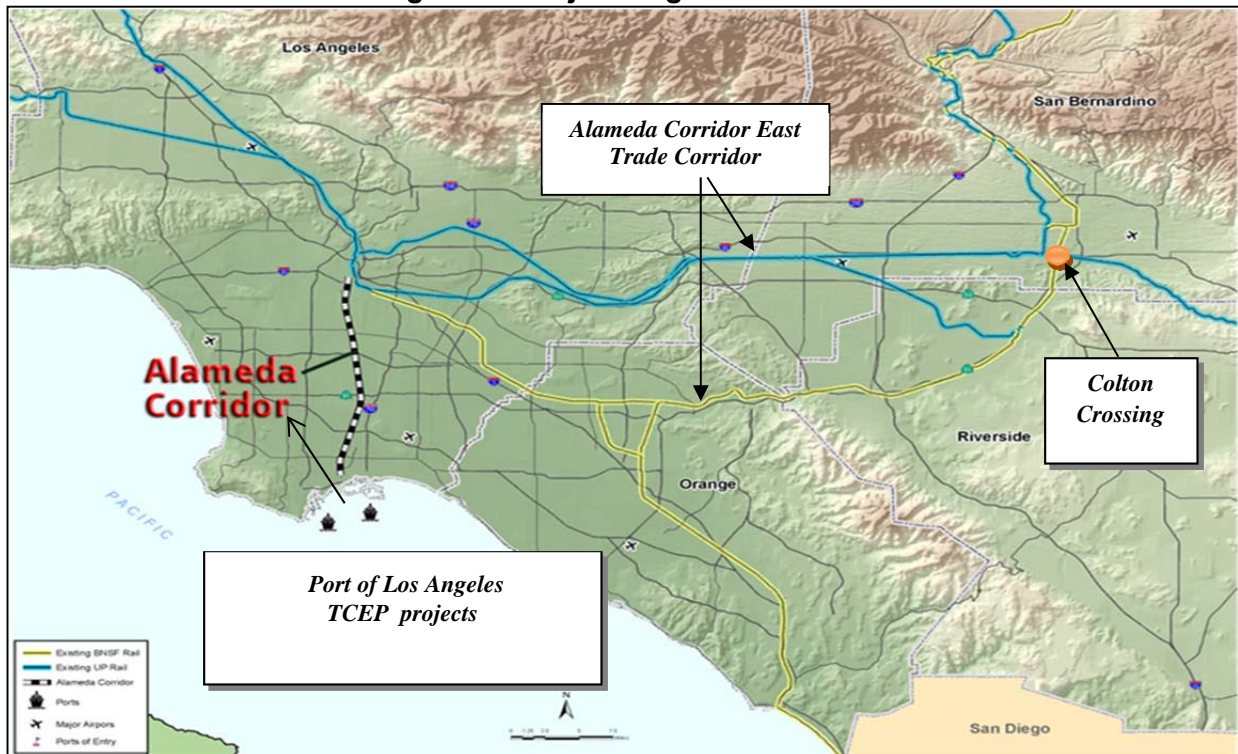 Los Angeles
San Bernardino
Alameda Corridor East
Trade Corridor
Alameda
Corridor
Colton
Crossing
Riverside
Orange
PACIFIC
Port of Los Angeles
TCEP projects
San Diego
N
Existing BNSF Rail
Existing UP Rail
Alameda Corridor
Ports
Major Airpors
Ports of Entry